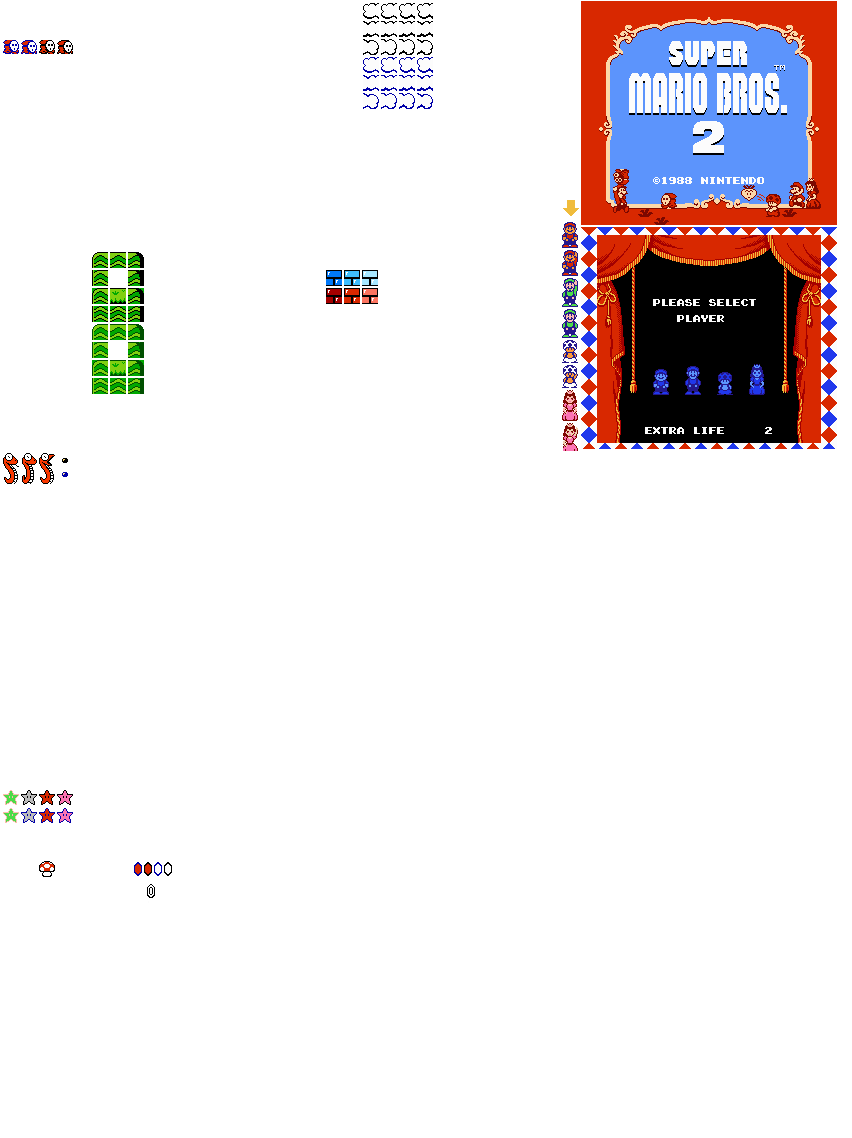 SUPER
MARIO BROS.
TM
2
©1988 NINTENDO
PLEASE SELECT
PLAYER
EXTRA LIFE 2